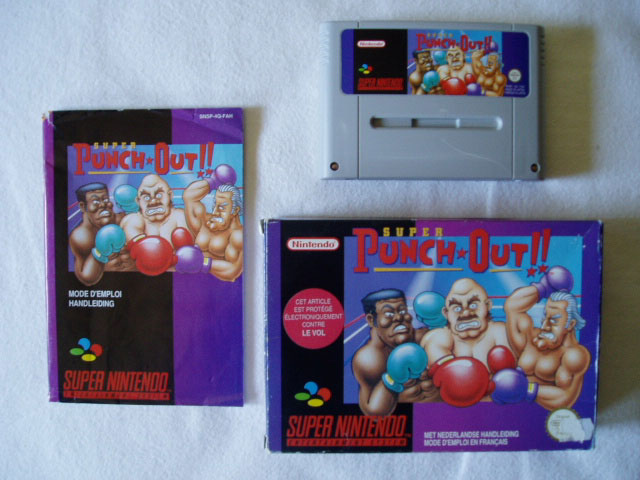 SNSP-4Q-FAH
SUPER
PUNCH★OUT!!
MODE D'EMPLOI
HANDLEIDING
SUPER NINTENDO
ENTERTAINMENT SYSTEM
Nintendo
SUPER
PUNCH★OUT!!
SUPER NINTENDO
Nintendo
SUPER
PUNCH★OUT!!
CET ARTICLE
EST PROTÉGÉ
ÉLECTRONIQUEMENT
CONTRE
LE VOL
SUPER NINTENDO
ENTERTAINMENT SYSTEM
MET NEDERLANDSE HANDLEIDING
MODE D'EMPLOI EN FRANÇAIS